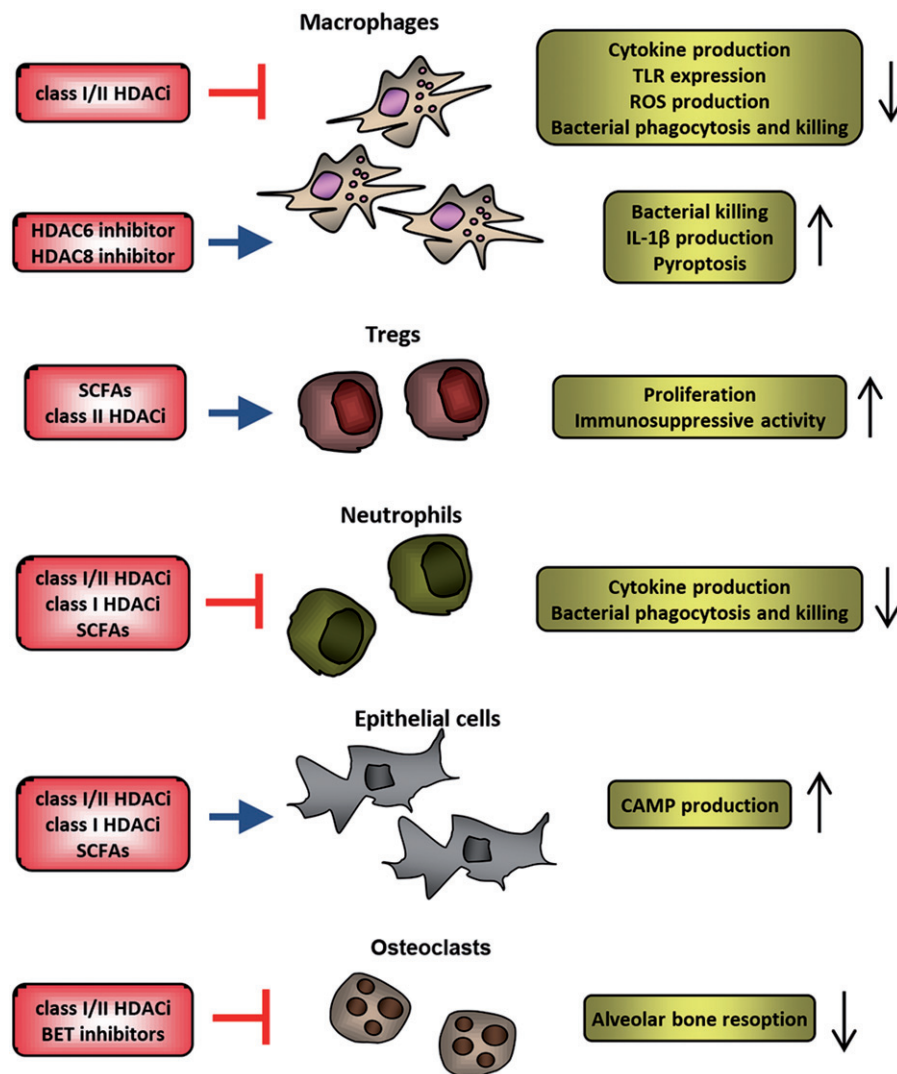 Macrophages
class I/II HDACi
Cytokine production
TLR expression
ROS production
Bacterial phagocytosis and killing
HDAC6 inhibitor
HDAC8 inhibitor
Bacterial killing
IL-1β production
Pyroptosis
Tregs
SCFAs
class II HDACi
Proliferation
Immunosuppressive activity
Neutrophils
class I/II HDACi
class I HDACi
SCFAs
Cytokine production
Bacterial phagocytosis and killing
Epithelial cells
class I/II HDACi
class I HDACi
SCFAs
CAMP production
Osteoclasts
class I/II HDACi
BET inhibitors
Alveolar bone resoption